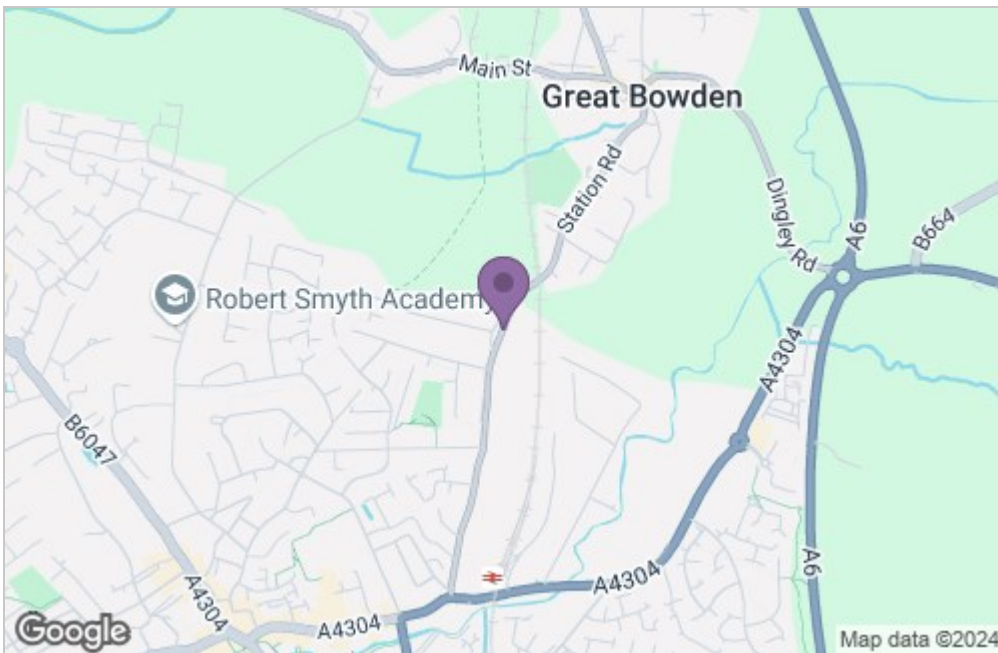 Main St
Great Bowden
Station Rd
Dingley Rd
A6
B664
Robert Smyth Academy
A4304
B6047
A4304
A4304
A4304
A6
Google
Map data ©2024